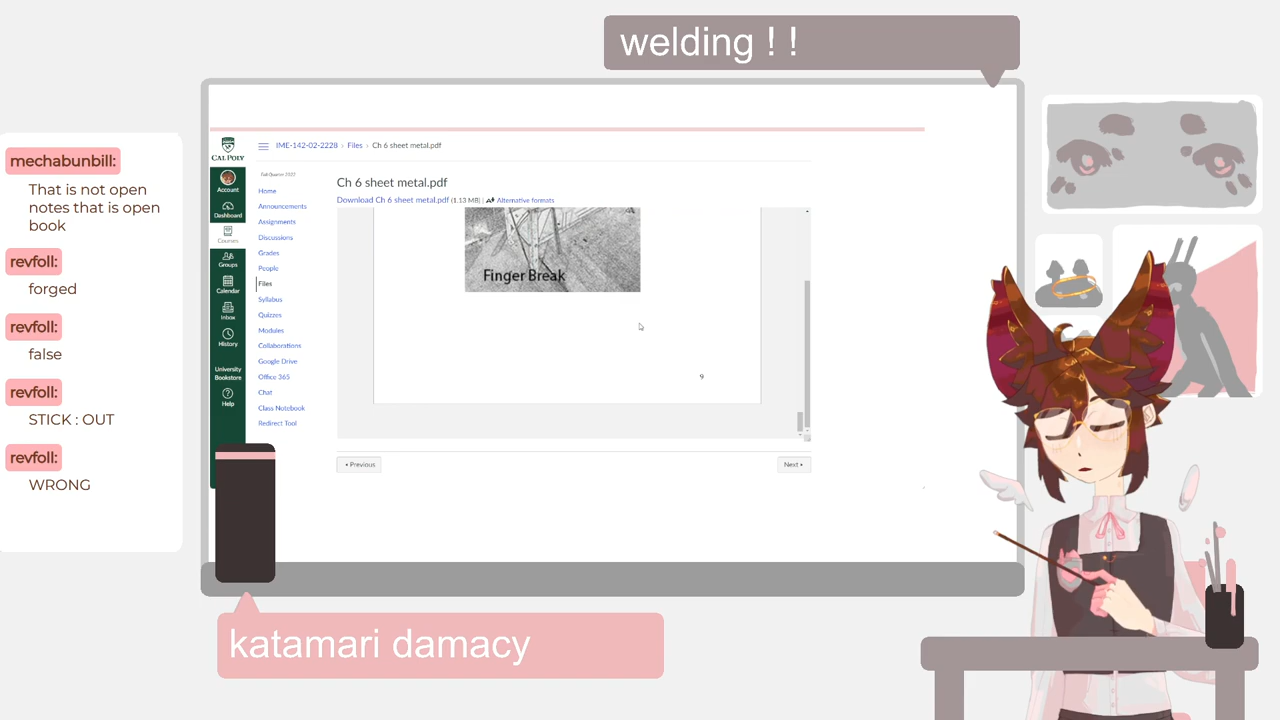 welding ! !
mechabunbill:
That is not open
notes that is open
book
revfoll:
forged
revfoll:
false
revfoll:
STICK : OUT
revfoll:
WRONG
CAL POLY
Account
Dashboard
Courses
Groups
Calendar
Inbox
History
University
Bookstore
Help
IME-142-02-2228 › Files › Ch 6 sheet metal.pdf
Fall Quarter 2022
Home
Announcements
Assignments
Discussions
Grades
People
Files
Syllabus
Quizzes
Modules
Collaborations
Google Drive
Office 365
Chat
Class Notebook
Redirect Tool
Ch 6 sheet metal.pdf
Download Ch 6 sheet metal.pdf (1.13 MB) | Alternative formats
Finger Break
9
◂ Previous
Next ▸
katamari damacy